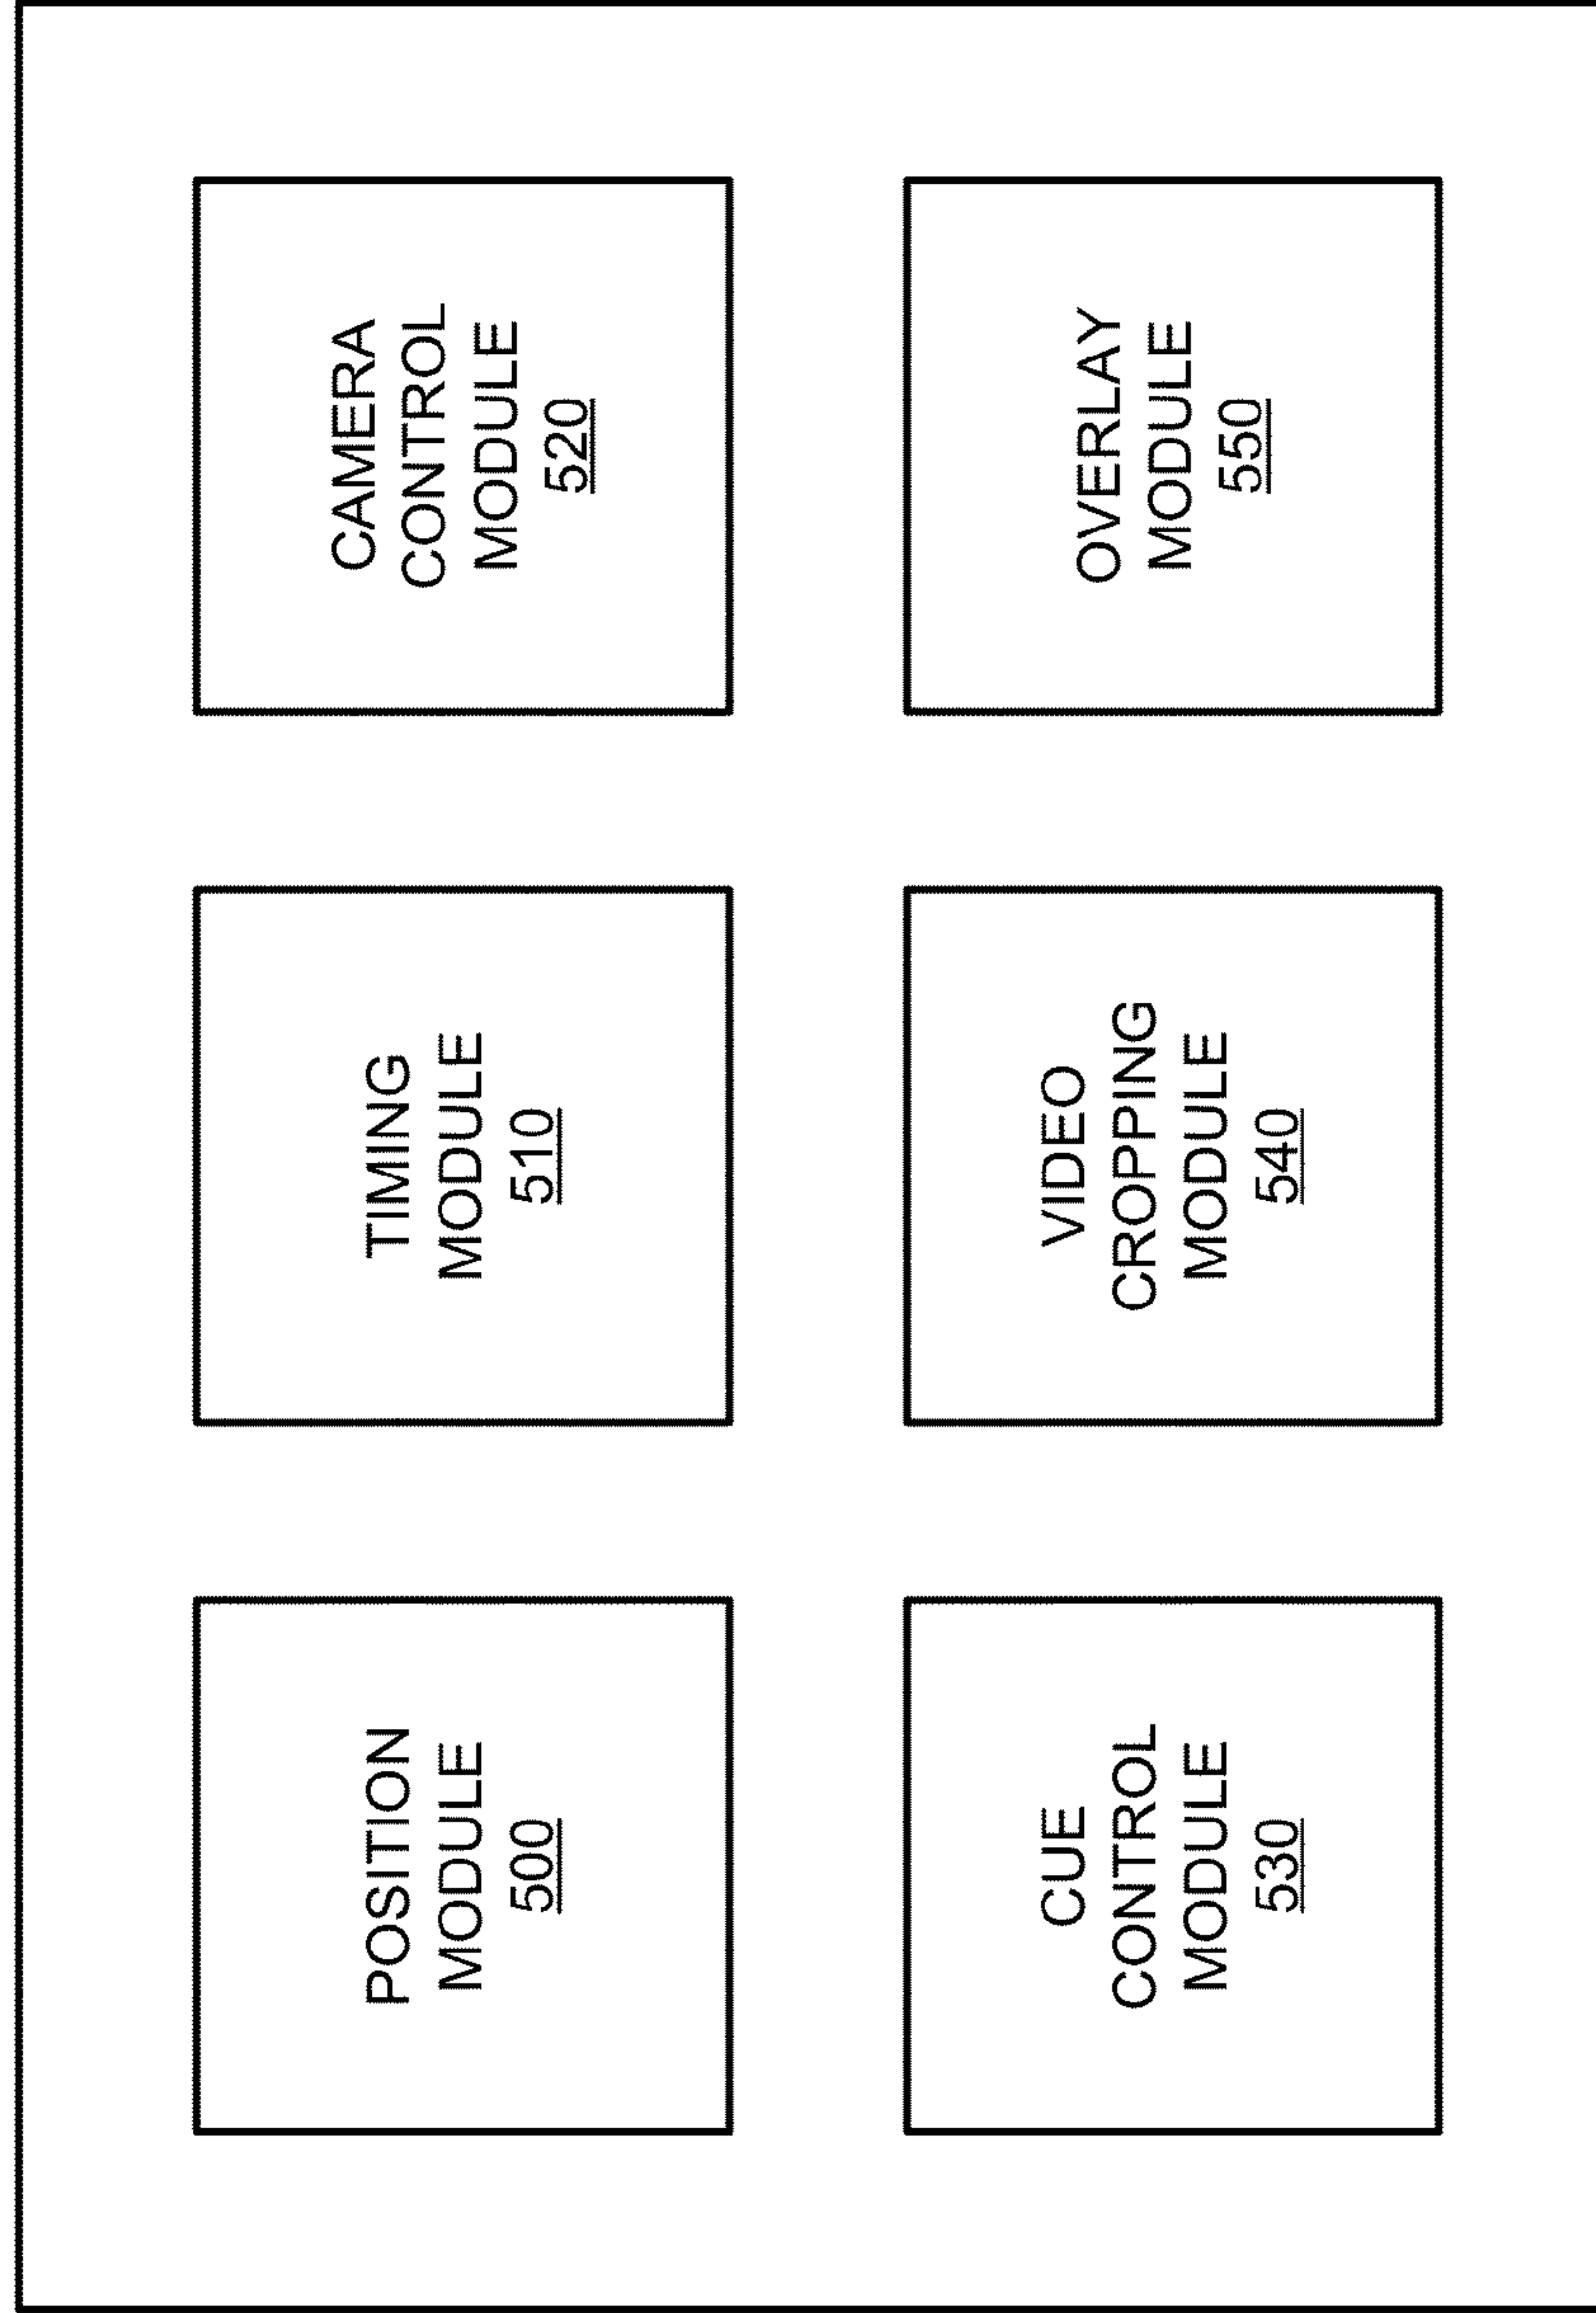 POSITION
MODULE
500
TIMING
MODULE
510
CAMERA
CONTROL
MODULE
520
CUE
CONTROL
MODULE
530
VIDEO
CROPPING
MODULE
540
OVERLAY
MODULE
550